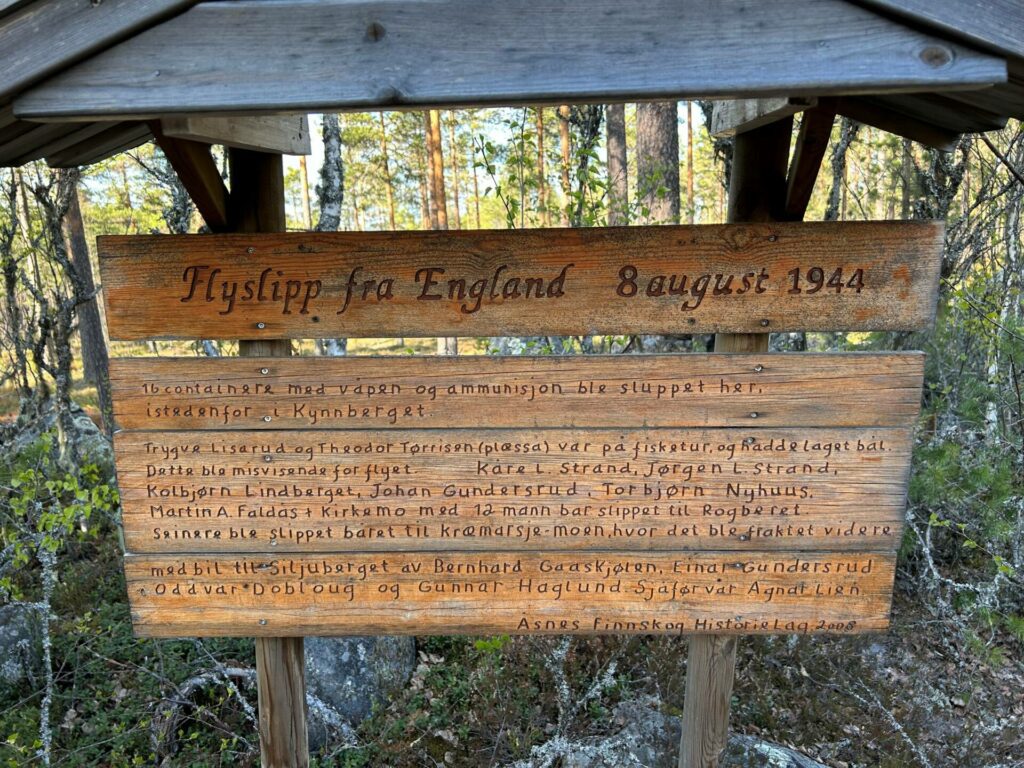 Flyslipp fra England 8 august 1944
16 containere med våpen og ammunisjon ble sluppet her,
istedenfor i Kynnberget.
Trygve Liserud og Theodor Tørrisen (plassa) var på fisketur, og hadde laget bål.
Dette ble misvisende for flyet. Kåre L. Strand, Jørgen L. Strand,
Kolbjørn Lindberget, Johan Gundersrud, Torbjørn Nyhuus,
Martin A. Faldås + Kirkemo med 12 mann bar slippet til Rogberget.
Seinere ble slippet båret til kræmarsje-moen, hvor det ble fraktet videre
med bil til Siljuberget av Bernhard Gaaskjølen, Einar Gundersrud
Oddvar Dobloug og Gunnar Haglund. Sjåfør var Agnar Lien.
Åsnes Finnskog Historielag 2008